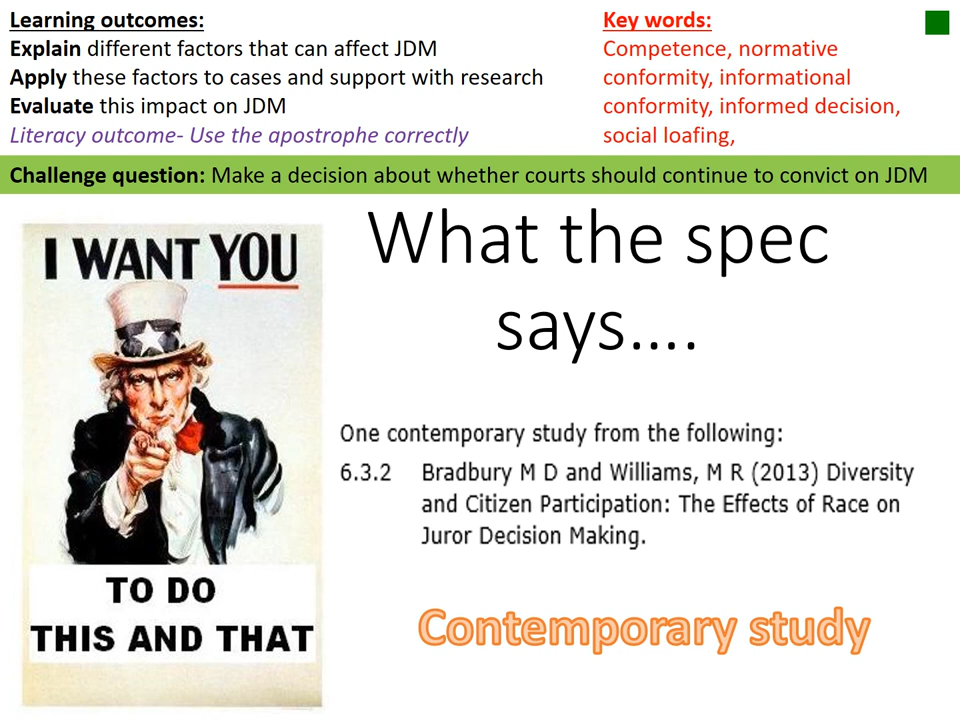 Learning outcomes:
Explain different factors that can affect JDM
Apply these factors to cases and support with research
Evaluate this impact on JDM
Literacy outcome- Use the apostrophe correctly
Key words:
Competence, normative
conformity, informational
conformity, informed decision,
social loafing,
Challenge question: Make a decision about whether courts should continue to convict on JDM
I WANT YOU
TO DO
THIS AND THAT
What the spec
says….
One contemporary study from the following:
6.3.2 Bradbury M D and Williams, M R (2013) Diversity
and Citizen Participation: The Effects of Race on
Juror Decision Making.
Contemporary study